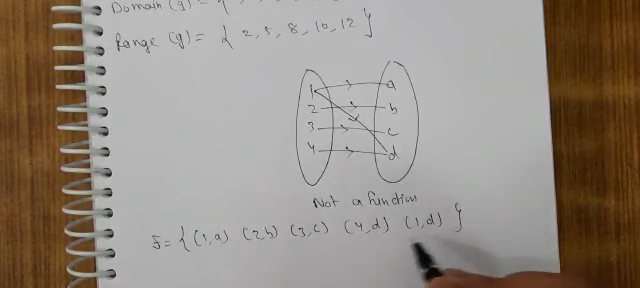 Domain (g) = {
Range (g) = { 2, 5, 8, 10, 12 }
1 a
2 b
3 c
4 d
Not a function
= { (1,a) (2,b) (3,c) (4,d) (1,d) }